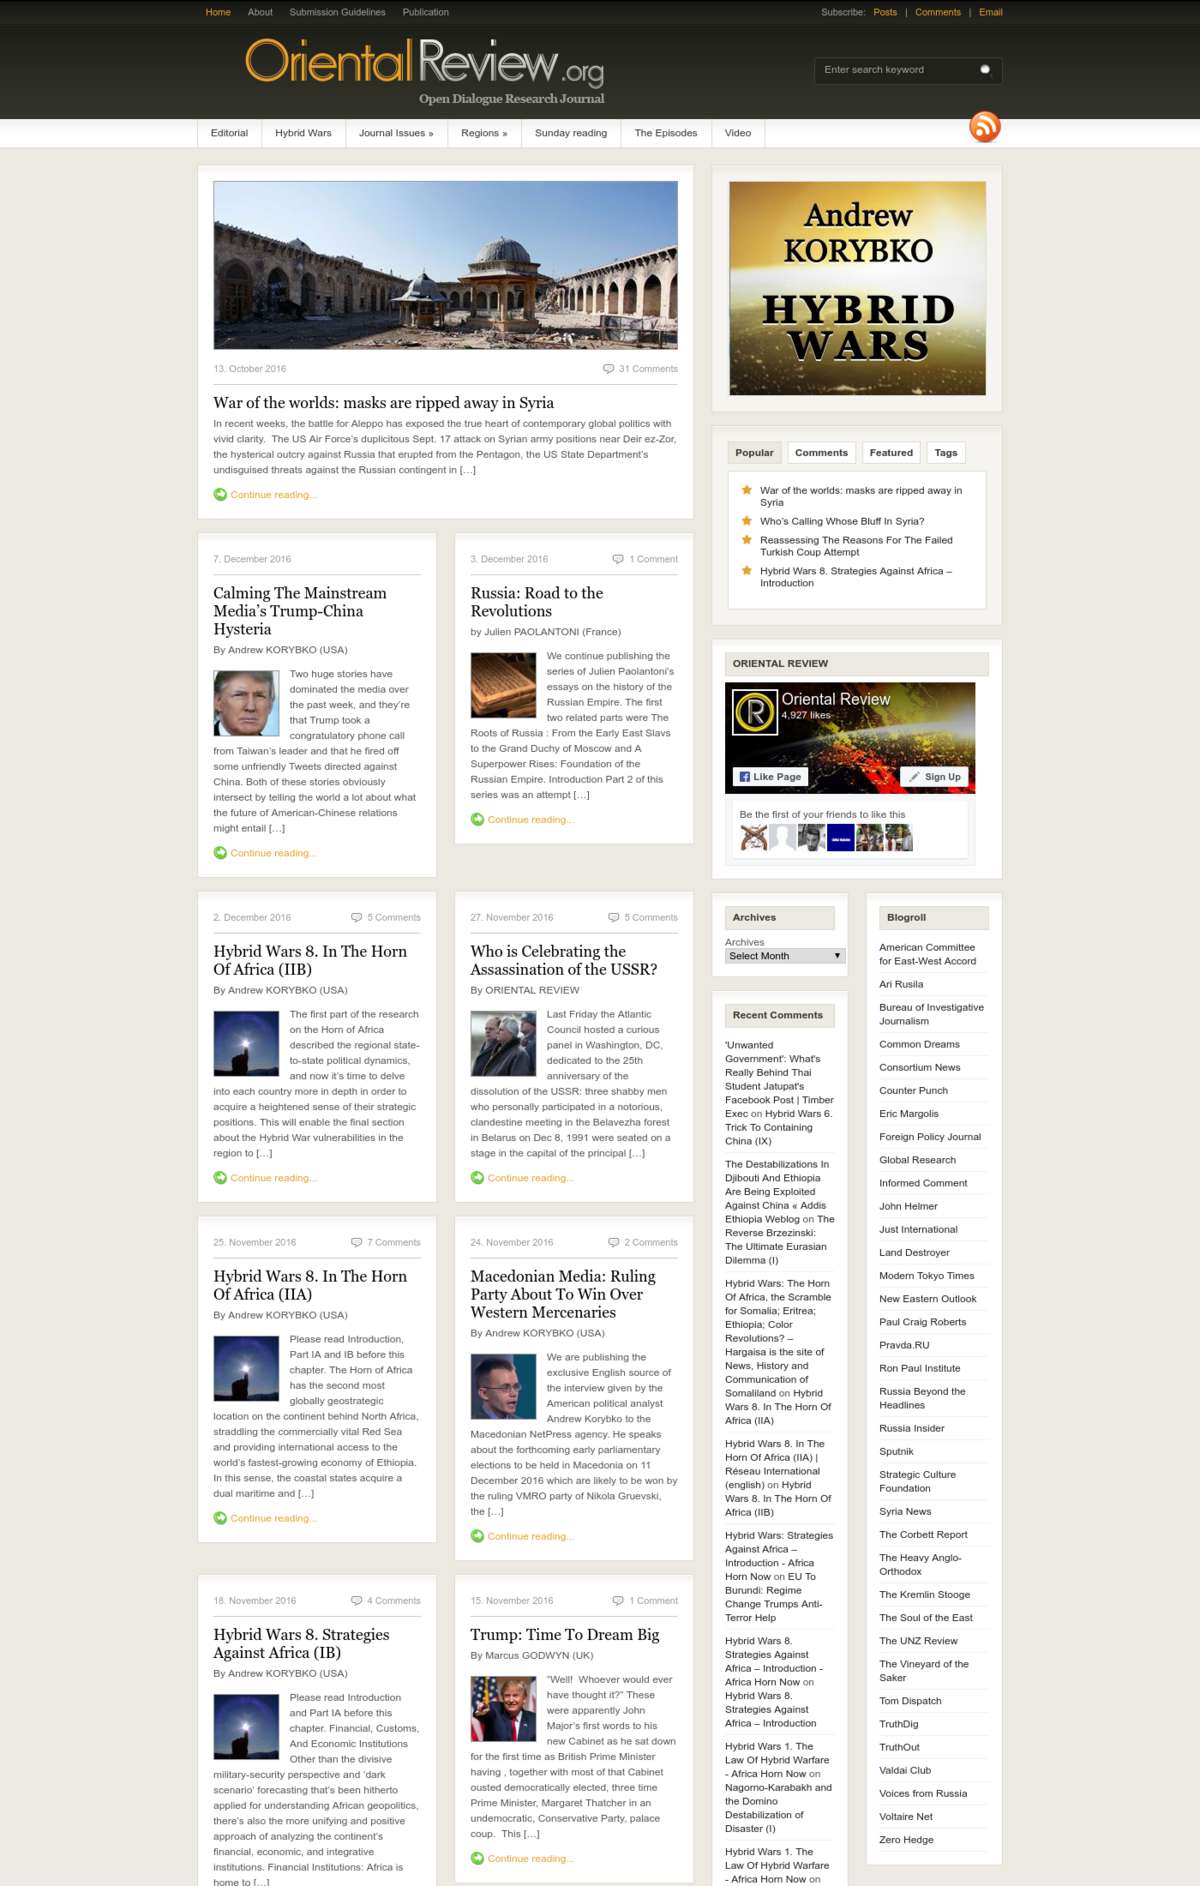 Home About Submission Guidelines Publication
Subscribe: Posts | Comments | Email
OrientalReview.org
Open Dialogue Research Journal
Enter search keyword
Editorial Hybrid Wars Journal Issues » Regions » Sunday reading The Episodes Video
13. October 2016 31 Comments
War of the worlds: masks are ripped away in Syria
In recent weeks, the battle for Aleppo has exposed the true heart of contemporary global politics with
vivid clarity. The US Air Force's duplicitous Sept. 17 attack on Syrian army positions near Deir ez-Zor,
the hysterical outcry against Russia that erupted from the Pentagon, the US State Department's
undisguised threats against the Russian contingent in […]
Continue reading...
7. December 2016
Calming The Mainstream
Media's Trump-China
Hysteria
By Andrew KORYBKO (USA)
Two huge stories have
dominated the media over
the past week, and they're
that Trump took a
congratulatory phone call
from Taiwan's leader and that he fired off
some unfriendly Tweets directed against
China. Both of these stories obviously
intersect by telling the world a lot about what
the future of American-Chinese relations
might entail […]
Continue reading...
3. December 2016 1 Comment
Russia: Road to the
Revolutions
by Julien PAOLANTONI (France)
We continue publishing the
series of Julien Paolantoni's
essays on the history of the
Russian Empire. The first
two related parts were The
Roots of Russia : From the Early East Slavs
to the Grand Duchy of Moscow and A
Superpower Rises: Foundation of the
Russian Empire. Introduction Part 2 of this
series was an attempt […]
Continue reading...
2. December 2016 5 Comments
Hybrid Wars 8. In The Horn
Of Africa (IIB)
By Andrew KORYBKO (USA)
The first part of the research
on the Horn of Africa
described the regional state-
to-state political dynamics,
and now it's time to delve
into each country more in depth in order to
acquire a heightened sense of their strategic
positions. This will enable the final section
about the Hybrid War vulnerabilities in the
region to […]
Continue reading...
27. November 2016 5 Comments
Who is Celebrating the
Assassination of the USSR?
By ORIENTAL REVIEW
Last Friday the Atlantic
Council hosted a curious
panel in Washington, DC,
dedicated to the 25th
anniversary of the
dissolution of the USSR: three shabby men
who personally participated in a notorious,
clandestine meeting in the Belavezha forest
in Belarus on Dec 8, 1991 were seated on a
stage in the capital of the principal […]
Continue reading...
25. November 2016 7 Comments
Hybrid Wars 8. In The Horn
Of Africa (IIA)
By Andrew KORYBKO (USA)
Please read Introduction,
Part IA and IB before this
chapter. The Horn of Africa
has the second most
globally geostrategic
location on the continent behind North Africa,
straddling the commercially vital Red Sea
and providing international access to the
world's fastest-growing economy of Ethiopia.
In this sense, the coastal states acquire a
dual maritime and […]
Continue reading...
24. November 2016 2 Comments
Macedonian Media: Ruling
Party About To Win Over
Western Mercenaries
By Andrew KORYBKO (USA)
We are publishing the
exclusive English source of
the interview given by the
American political analyst
Andrew Korybko to the
Macedonian NetPress agency. He speaks
about the forthcoming early parliamentary
elections to be held in Macedonia on 11
December 2016 which are likely to be won by
the ruling VMRO party of Nikola Gruevski,
the […]
Continue reading...
18. November 2016 4 Comments
Hybrid Wars 8. Strategies
Against Africa (IB)
By Andrew KORYBKO (USA)
Please read Introduction
and Part IA before this
chapter. Financial, Customs,
And Economic Institutions
Other than the divisive
military-security perspective and 'dark
scenario' forecasting that's been hitherto
applied for understanding African geopolitics,
there's also the more unifying and positive
approach of analyzing the continent's
financial, economic, and integrative
institutions. Financial Institutions: Africa is
home to […]
15. November 2016 1 Comment
Trump: Time To Dream Big
By Marcus GODWYN (UK)
"Well! Whoever would ever
have thought it?" These
were apparently John
Major's first words to his
new Cabinet as he sat down
for the first time as British Prime Minister
having , together with most of that Cabinet
ousted democratically elected, three time
Prime Minister, Margaret Thatcher in an
undemocratic, Conservative Party, palace
coup. This […]
Continue reading...
Andrew
KORYBKO
HYBRID
WARS
Popular Comments Featured Tags
War of the worlds: masks are ripped away in
Syria
Who's Calling Whose Bluff In Syria?
Reassessing The Reasons For The Failed
Turkish Coup Attempt
Hybrid Wars 8. Strategies Against Africa –
Introduction
ORIENTAL REVIEW
Oriental Review
4,927 likes
Like Page Sign Up
Be the first of your friends to like this
Archives
Archives
Select Month
Recent Comments
'Unwanted
Government': What's
Really Behind Thai
Student Jatupat's
Facebook Post | Timber
Exec on Hybrid Wars 6.
Trick To Containing
China (IX)
The Destabilizations In
Djibouti And Ethiopia
Are Being Exploited
Against China « Addis
Ethiopia Weblog on The
Reverse Brzezinski:
The Ultimate Eurasian
Dilemma (I)
Hybrid Wars: The Horn
Of Africa, the Scramble
for Somalia; Eritrea;
Ethiopia; Color
Revolutions? –
Hargaisa is the site of
News, History and
Communication of
Somaliland on Hybrid
Wars 8. In The Horn Of
Africa (IIA)
Hybrid Wars 8. In The
Horn Of Africa (IIA) |
Réseau International
(english) on Hybrid
Wars 8. In The Horn Of
Africa (IIB)
Hybrid Wars: Strategies
Against Africa –
Introduction - Africa
Horn Now on EU To
Burundi: Regime
Change Trumps Anti-
Terror Help
Hybrid Wars 8.
Strategies Against
Africa – Introduction -
Africa Horn Now on
Hybrid Wars 8.
Strategies Against
Africa – Introduction
Hybrid Wars 1. The
Law Of Hybrid Warfare
- Africa Horn Now on
Nagorno-Karabakh and
the Domino
Destabilization of
Disaster (I)
Hybrid Wars 1. The
Law Of Hybrid Warfare
- Africa Horn Now on
Blogroll
American Committee
for East-West Accord
Ari Rusila
Bureau of Investigative
Journalism
Common Dreams
Consortium News
Counter Punch
Eric Margolis
Foreign Policy Journal
Global Research
Informed Comment
John Helmer
Just International
Land Destroyer
Modern Tokyo Times
New Eastern Outlook
Paul Craig Roberts
Pravda.RU
Ron Paul Institute
Russia Beyond the
Headlines
Russia Insider
Sputnik
Strategic Culture
Foundation
Syria News
The Corbett Report
The Heavy Anglo-
Orthodox
The Kremlin Stooge
The Soul of the East
The UNZ Review
The Vineyard of the
Saker
Tom Dispatch
TruthDig
TruthOut
Valdai Club
Voices from Russia
Voltaire Net
Zero Hedge